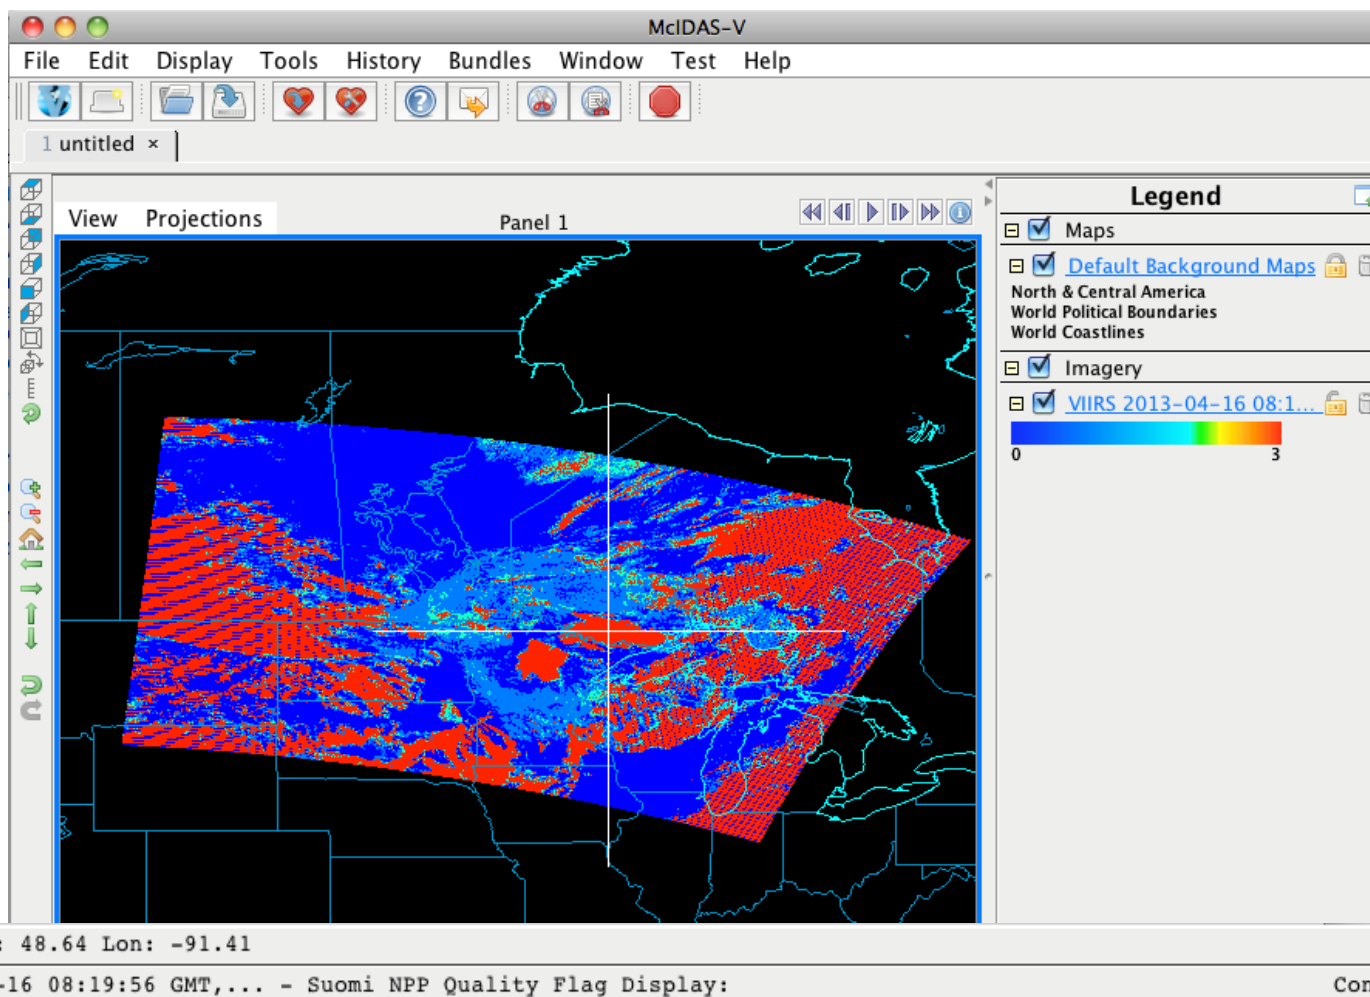 McIDAS-V
File Edit Display Tools History Bundles Window Test Help
1 untitled ×
View Projections
Panel 1
Legend
Maps
Default Background Maps
North & Central America
World Political Boundaries
World Coastlines
Imagery
VIIRS 2013-04-16 08:1...
0 3
: 48.64 Lon: -91.41
-16 08:19:56 GMT,... - Suomi NPP Quality Flag Display:
Con